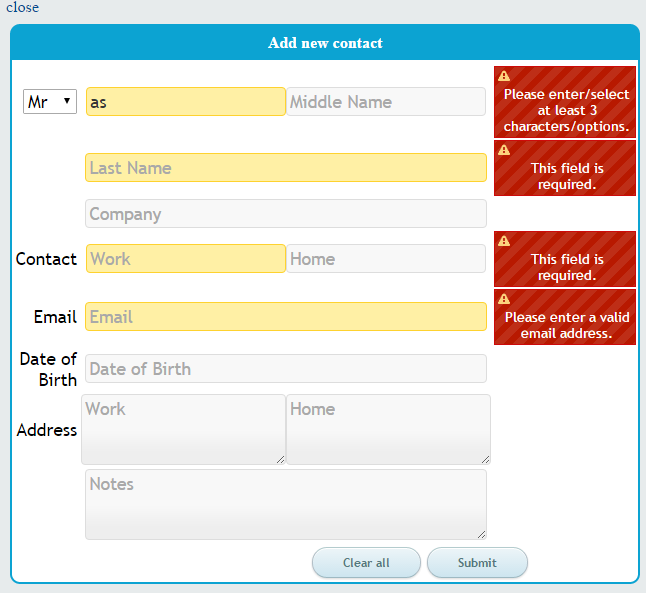 close
Add new contact
Mr as Middle Name
Please enter/select
at least 3
characters/options.
Last Name
This field is
required.
Company
Contact Work Home
This field is
required.
Email Email
Please enter a valid
email address.
Date of
Birth
Date of Birth
Address Work Home
Notes
Clear all Submit